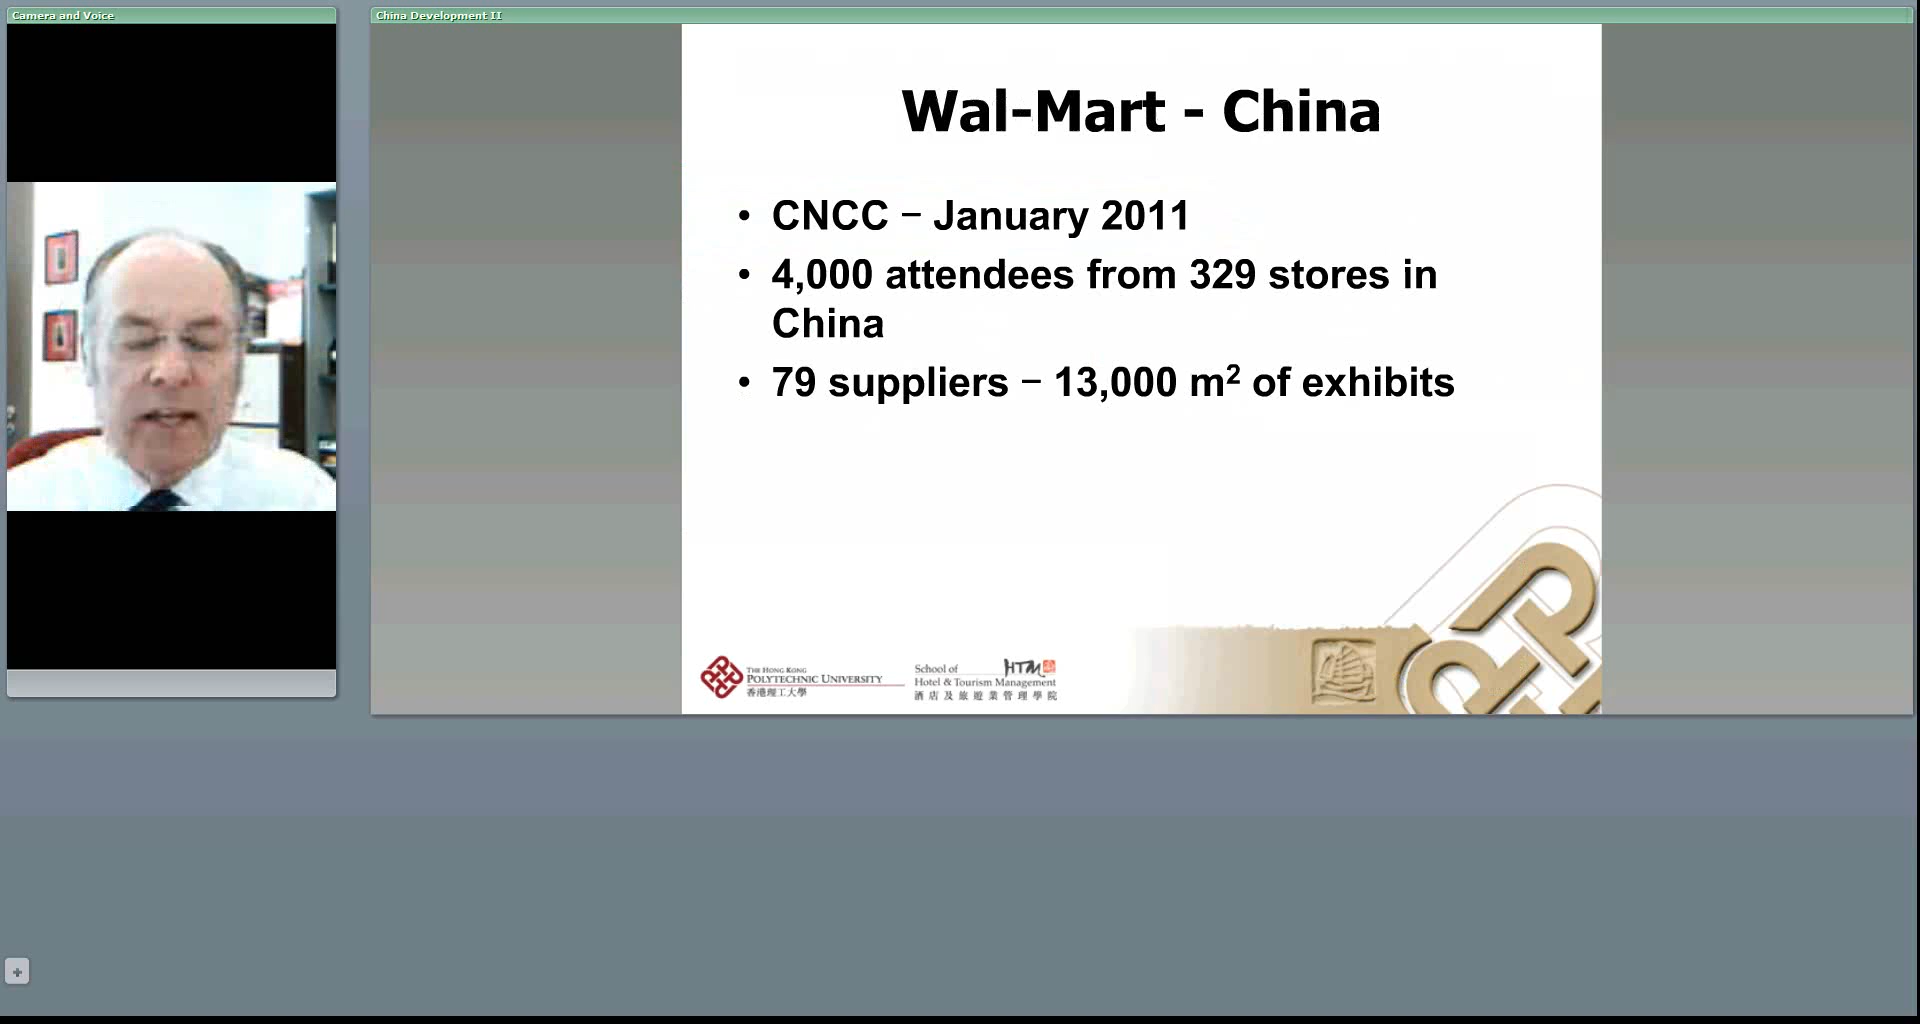 Camera and Voice
China Development II
Wal-Mart - China
• CNCC – January 2011
• 4,000 attendees from 329 stores in
China
• 79 suppliers – 13,000 m² of exhibits
THE HONG KONG
POLYTECHNIC UNIVERSITY
香港理工大學
School of HTM
Hotel & Tourism Management
酒店及旅遊業管理學院